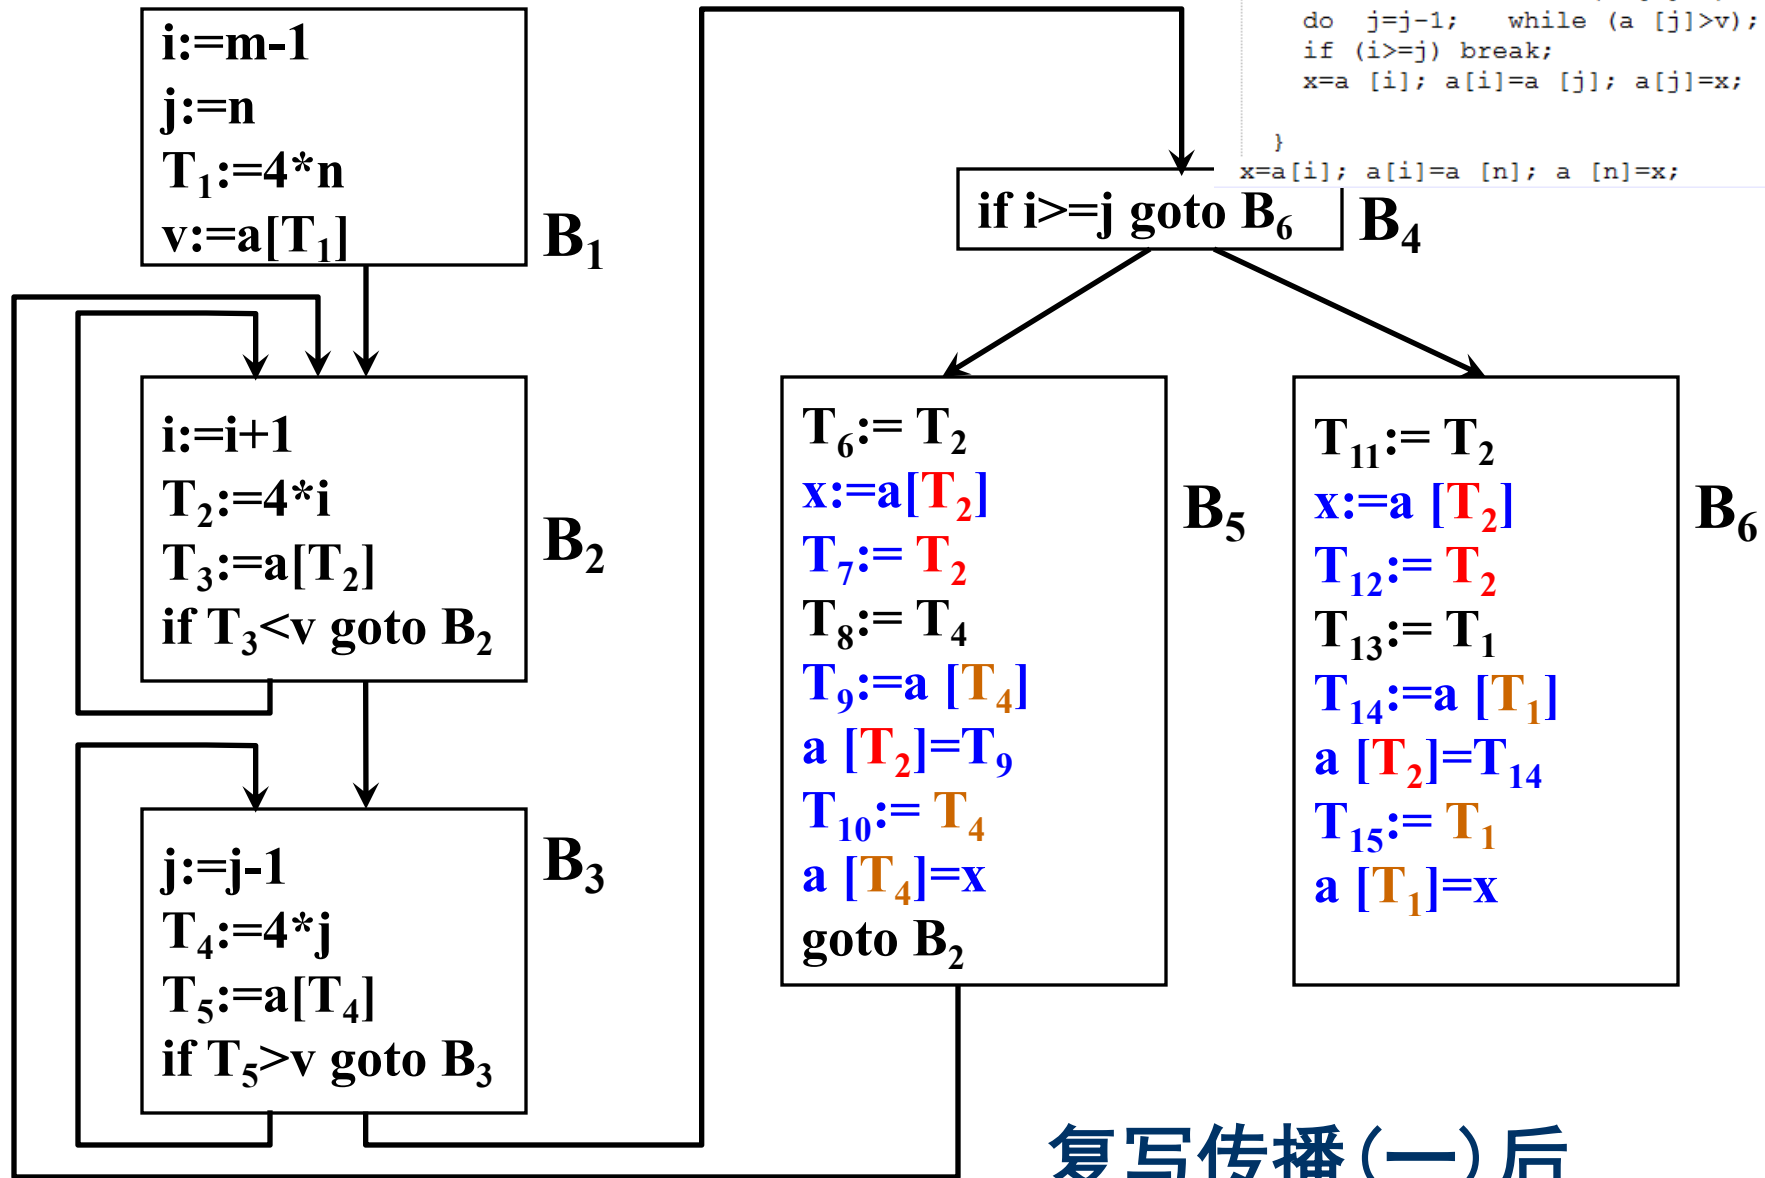 i:=m-1
j:=n
T₁:=4*n
v:=a[T₁]
B₁
i:=i+1
T₂:=4*i
T₃:=a[T₂]
if T₃<v goto B₂
B₂
j:=j-1
T₄:=4*j
T₅:=a[T₄]
if T₅>v goto B₃
B₃
do j=j-1; while (a [j]>v);
if (i>=j) break;
x=a [i]; a[i]=a [j]; a[j]=x;
}
x=a[i]; a[i]=a [n]; a [n]=x;
if i>=j goto B₆
B₄
T₆:= T₂
x:=a[T₂]
T₇:= T₂
T₈:= T₄
T₉:=a [T₄]
a [T₂]=T₉
T₁₀:= T₄
a [T₄]=x
goto B₂
B₅
T₁₁:= T₂
x:=a [T₂]
T₁₂:= T₂
T₁₃:= T₁
T₁₄:=a [T₁]
a [T₂]=T₁₄
T₁₅:= T₁
a [T₁]=x
B₆
复写传播(一)后